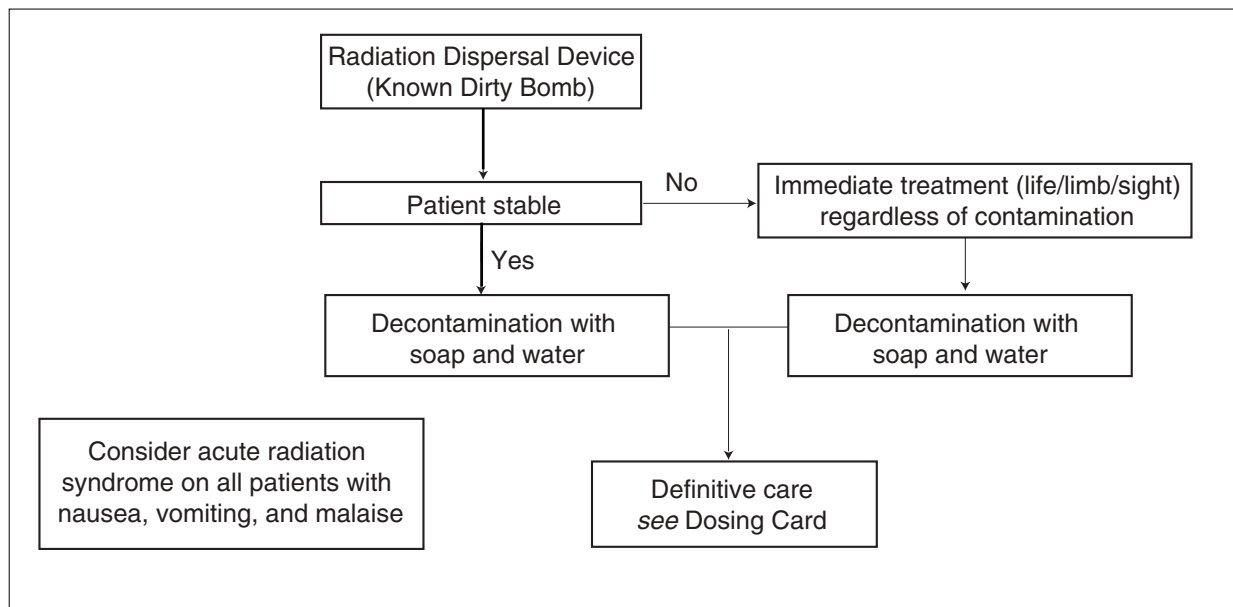 Radiation Dispersal Device
(Known Dirty Bomb)
Patient stable
No
Immediate treatment (life/limb/sight)
regardless of contamination
Yes
Decontamination with
soap and water
Decontamination with
soap and water
Consider acute radiation
syndrome on all patients with
nausea, vomiting, and malaise
Definitive care
see Dosing Card